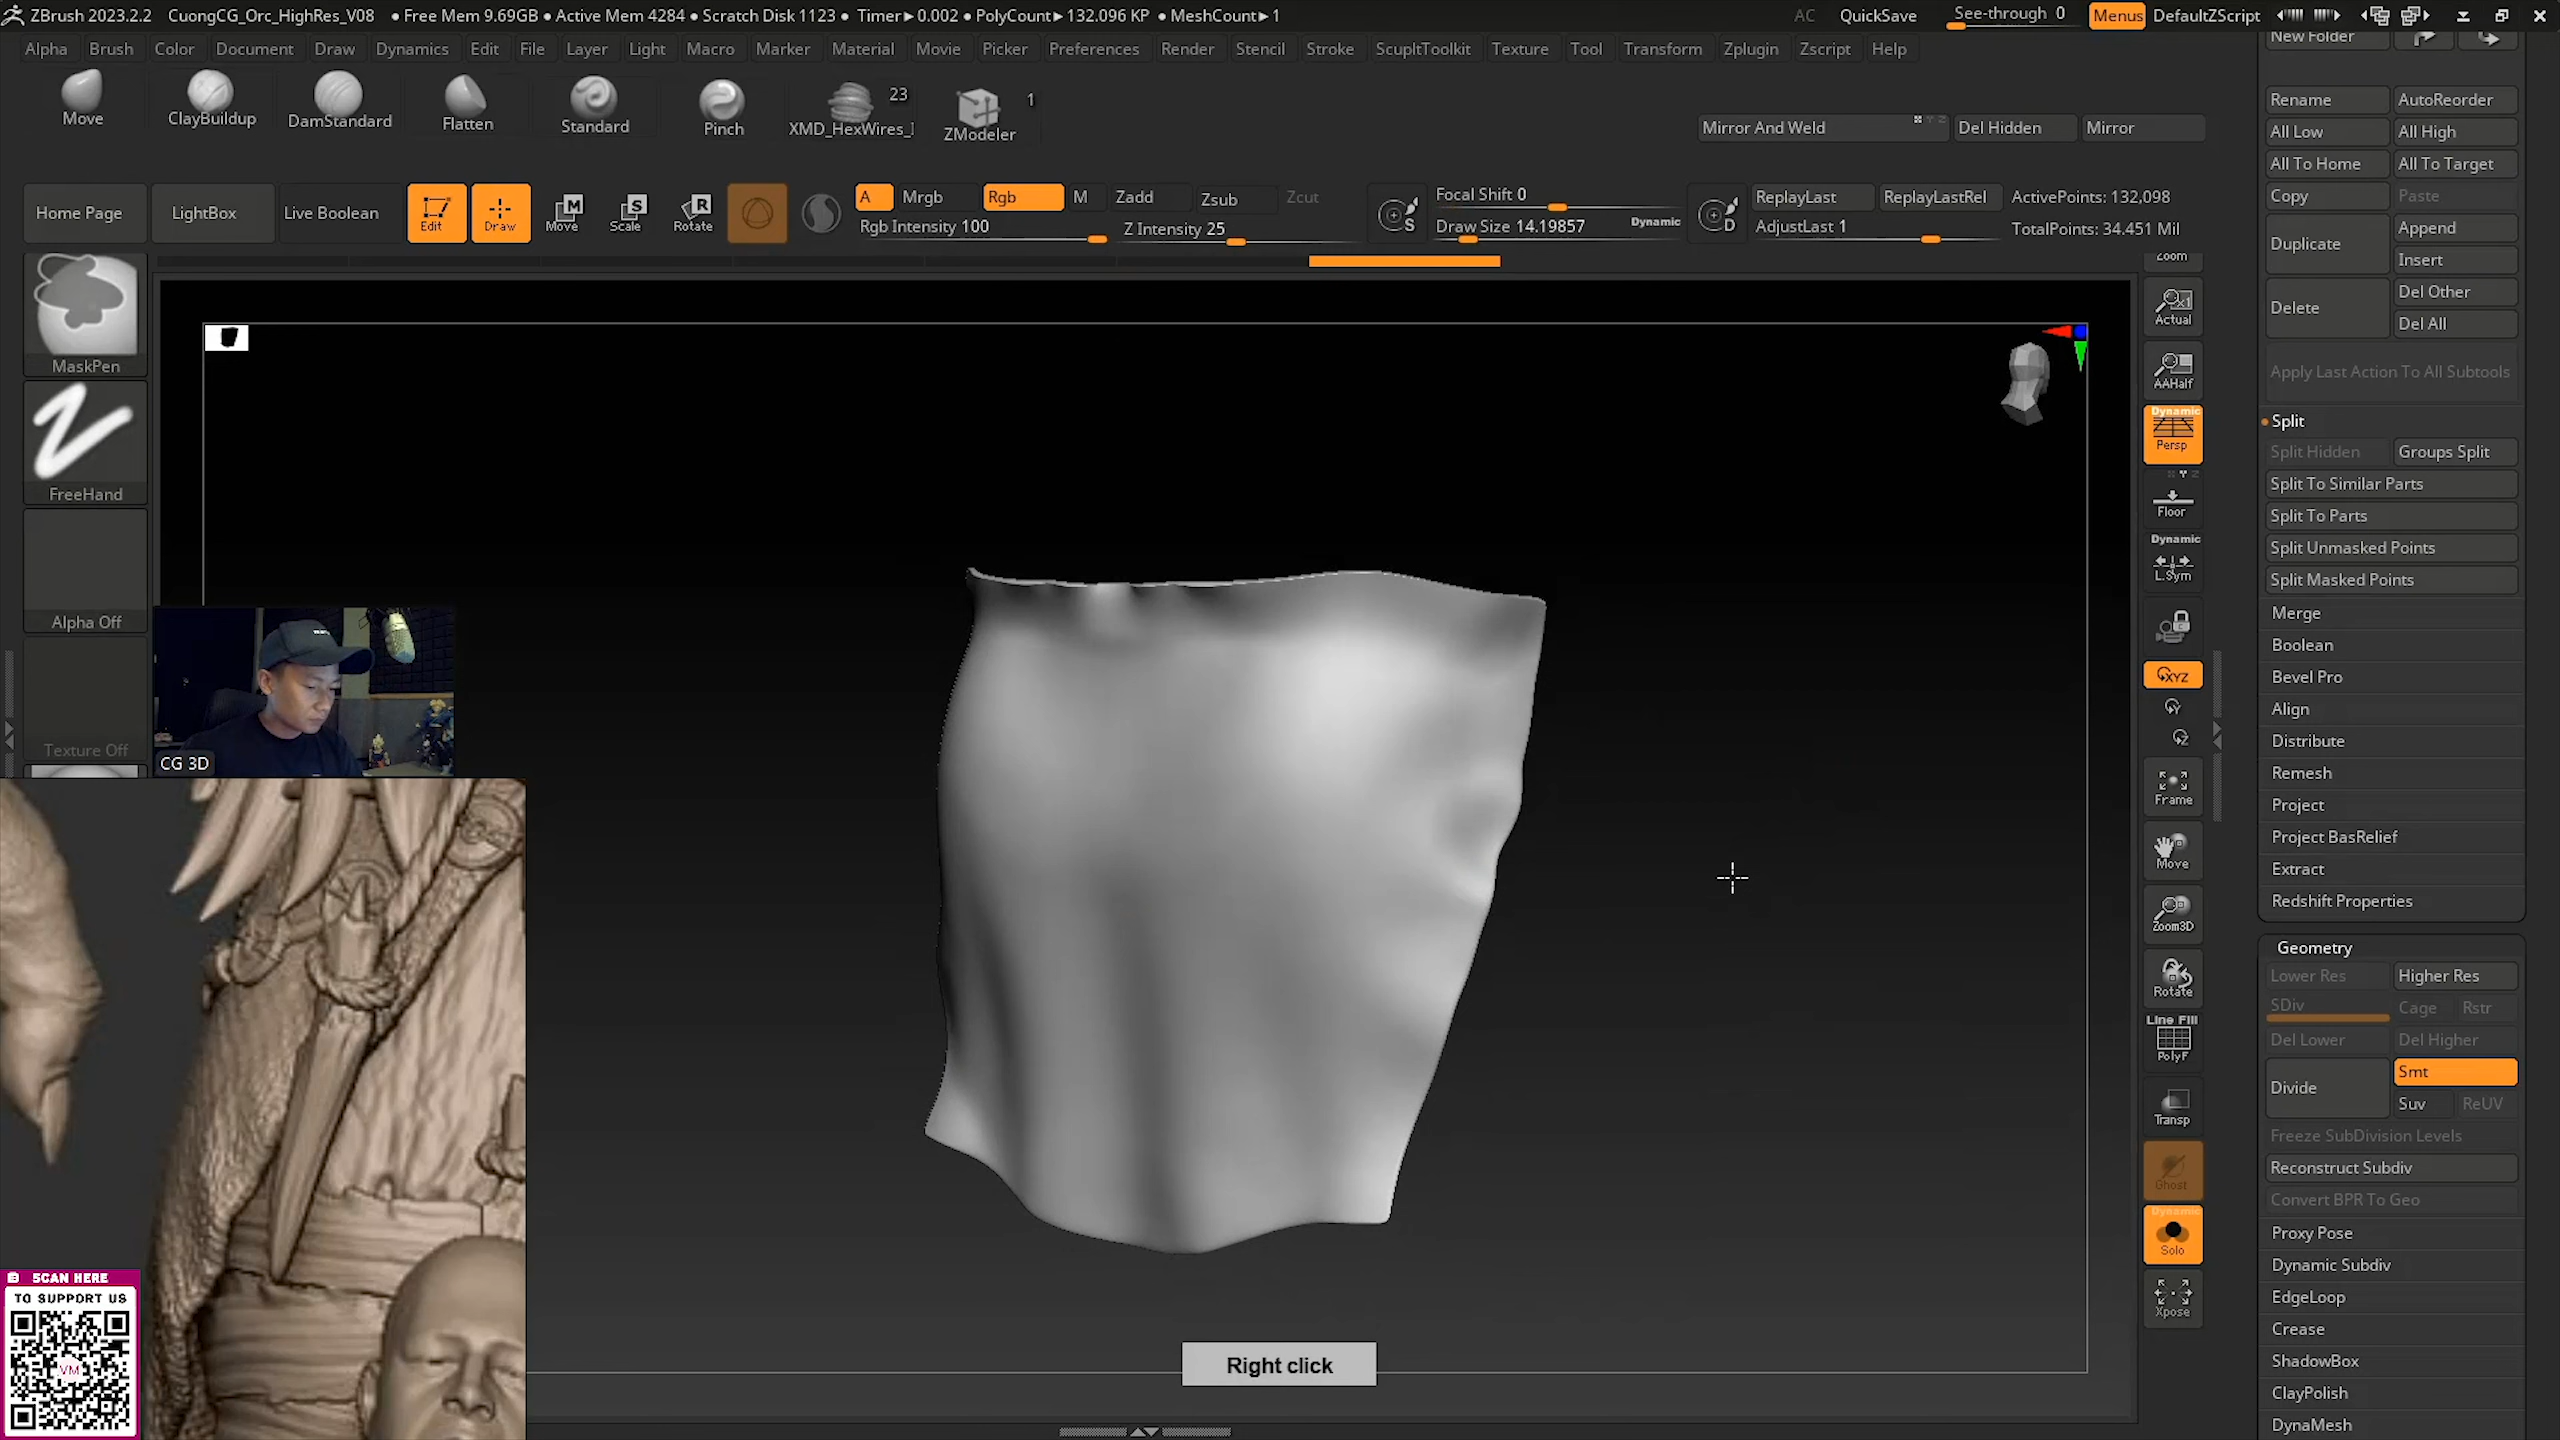 ZBrush 2023.2.2 CuongCG_Orc_HighRes_V08 • Free Mem 9.69GB • Active Mem 4284 • Scratch Disk 1123 • Timer▸0.002 • PolyCount▸132.096 KP • MeshCount▸1 AC QuickSave See-through 0 Menus DefaultZScript
Alpha Brush Color Document Draw Dynamics Edit File Layer Light Macro Marker Material Movie Picker Preferences Render Stencil Stroke ScupltToolkit Texture Tool Transform Zplugin Zscript Help
Move ClayBuildup DamStandard Flatten Standard Pinch XMD_HexWires_I 23 ZModeler 1
Mirror And Weld Del Hidden Mirror
Home Page LightBox Live Boolean Edit Draw Move Scale Rotate
M S R
A Mrgb Rgb M Zadd Zsub Zcut
Rgb Intensity 100 Z Intensity 25
Focal Shift 0
Draw Size 14.19857 Dynamic
S D
ReplayLast ReplayLastRel ActivePoints: 132,098
AdjustLast 1 TotalPoints: 34.451 Mil
MaskPen
FreeHand
Alpha Off
Texture Off
CG 3D
SCAN HERE
TO SUPPORT US
VM
Right click
Zoom
Actual
AAHalf
Dynamic
Persp
Floor
Dynamic
L.Sym
XYZ
Y
Z
Frame
Move
Zoom3D
Rotate
Line Fill
PolyF
Transp
Ghost
Dynamic
Solo
Xpose
New Folder
Rename AutoReorder
All Low All High
All To Home All To Target
Copy Paste
Duplicate Append
Insert
Delete Del Other
Del All
Apply Last Action To All Subtools
Split
Split Hidden Groups Split
Split To Similar Parts
Split To Parts
Split Unmasked Points
Split Masked Points
Merge
Boolean
Bevel Pro
Align
Distribute
Remesh
Project
Project BasRelief
Extract
Redshift Properties
Geometry
Lower Res Higher Res
SDiv Cage Rstr
Del Lower Del Higher
Divide Smt
Suv ReUV
Freeze SubDivision Levels
Reconstruct Subdiv
Convert BPR To Geo
Proxy Pose
Dynamic Subdiv
EdgeLoop
Crease
ShadowBox
ClayPolish
DynaMesh